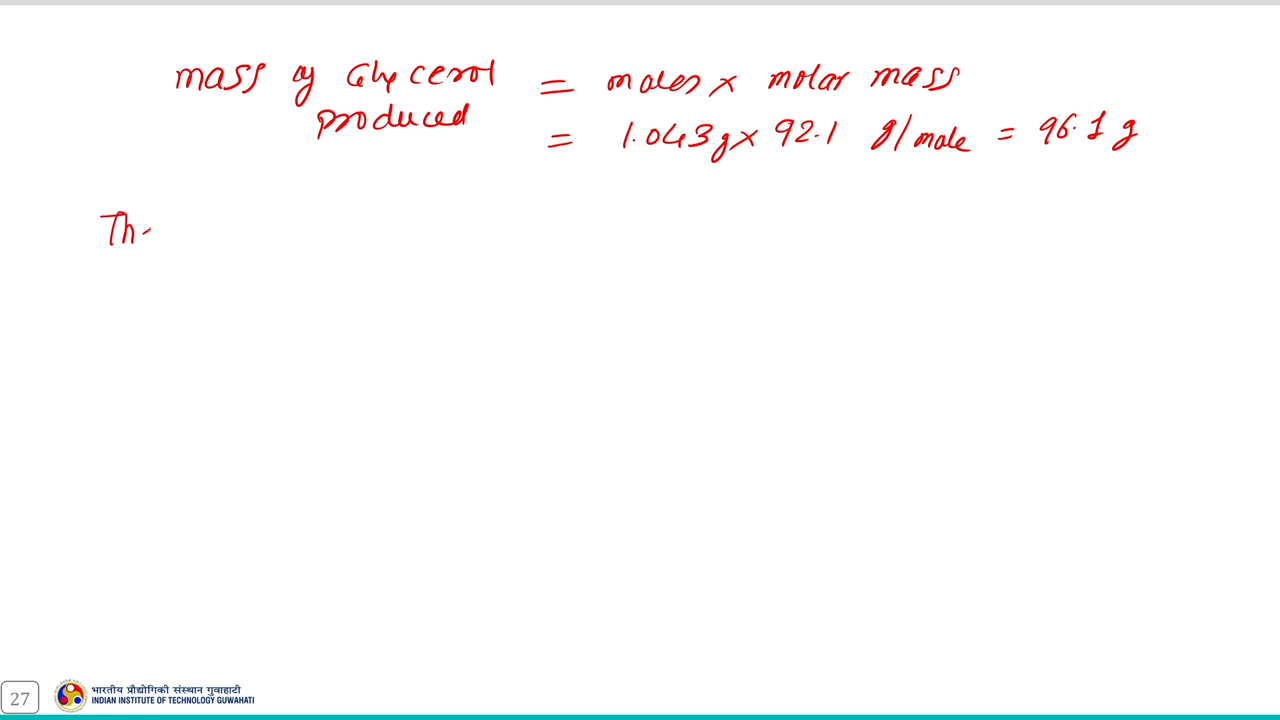 mass of Glycerol = moles × molar mass
produced
= 1.043g × 92.1 g/mole = 96.1 g
Th
27
भारतीय प्रौद्योगिकी संस्थान गुवाहाटी
INDIAN INSTITUTE OF TECHNOLOGY GUWAHATI